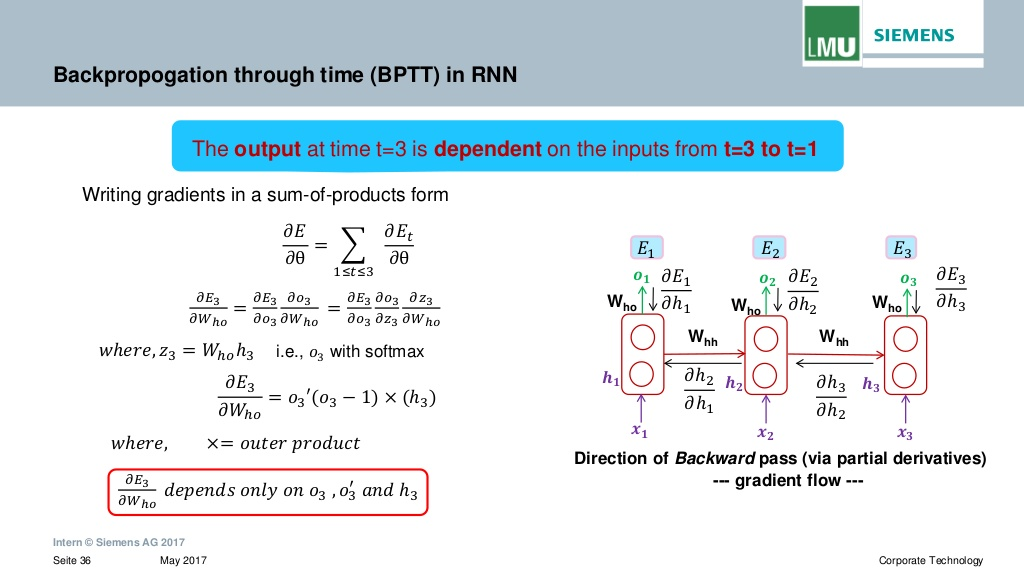 LMU SIEMENS
Backpropogation through time (BPTT) in RNN
The output at time t=3 is dependent on the inputs from t=3 to t=1
Writing gradients in a sum-of-products form
∂E/∂θ = ∑_{1≤t≤3} ∂E_t/∂θ
∂E_3/∂W_ho = ∂E_3/∂o_3 ∂o_3/∂W_ho = ∂E_3/∂o_3 ∂o_3/∂z_3 ∂z_3/∂W_ho
where, z_3 = W_ho h_3 i.e., o_3 with softmax
∂E_3/∂W_ho = o_3′(o_3 − 1) × (h_3)
where, ×= outer product
∂E_3/∂W_ho depends only on o_3 , o_3′ and h_3
E_1 E_2 E_3
o_1 ∂E_1/∂h_1 o_2 ∂E_2/∂h_2 o_3 ∂E_3/∂h_3
W_ho W_ho W_ho
W_hh W_hh
h_1 ∂h_2/∂h_1 h_2 ∂h_3/∂h_2 h_3
x_1 x_2 x_3
Direction of Backward pass (via partial derivatives)
--- gradient flow ---
Intern © Siemens AG 2017
Seite 36 May 2017 Corporate Technology